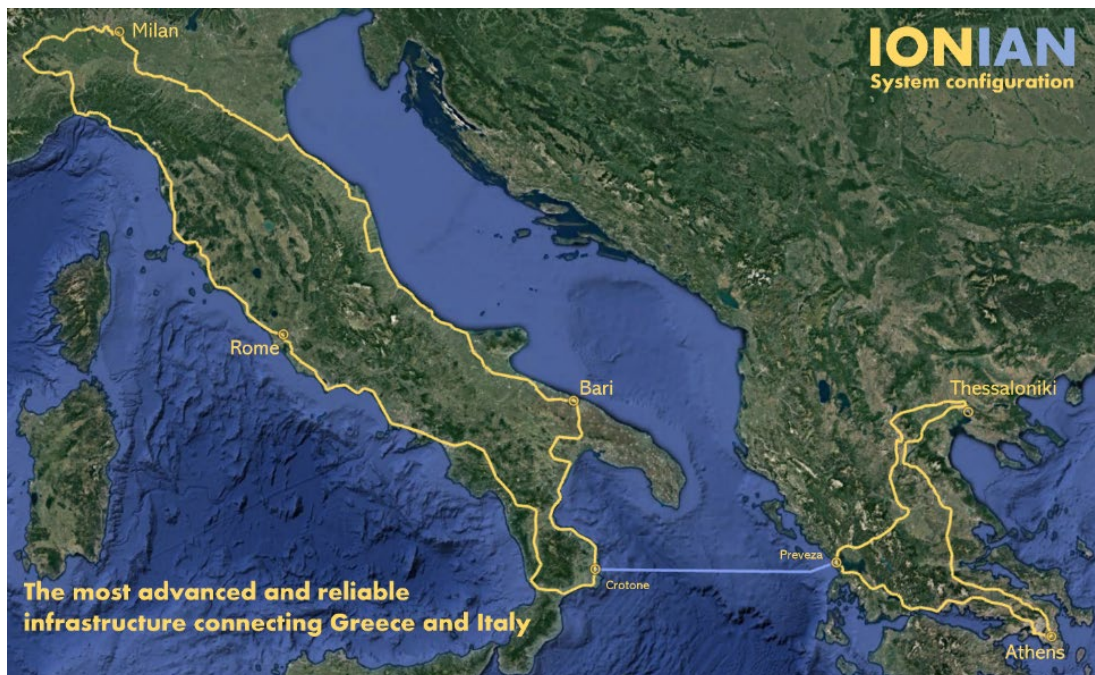 Milan
IONIAN
System configuration
Rome
Bari
Thessaloniki
Preveza
Crotone
The most advanced and reliable
infrastructure connecting Greece and Italy
Athens